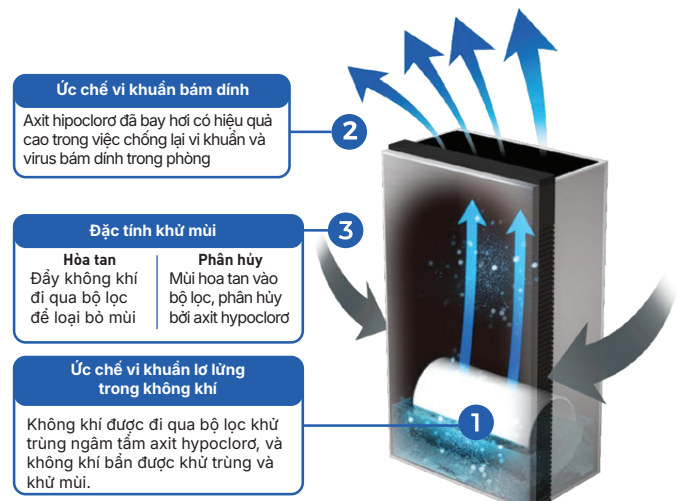 Ức chế vi khuẩn bám dính
Axit hipoclorơ đã bay hơi có hiệu quả
cao trong việc chống lại vi khuẩn và
virus bám dính trong phòng
2
Đặc tính khử mùi
3
Hòa tan
Đẩy không khí
đi qua bộ lọc
để loại bỏ mùi
Phân hủy
Mùi hoa tan vào
bộ lọc, phân hủy
bởi axit hypoclorơ
Ức chế vi khuẩn lơ lửng
trong không khí
Không khí được đi qua bộ lọc khử
trùng ngâm tẩm axit hypoclorơ, và
không khí bẩn được khử trùng và
khử mùi.
1